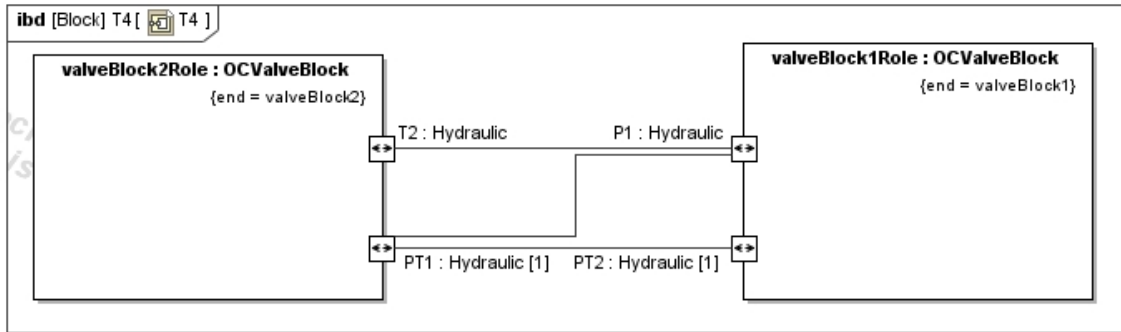 ibd [Block] T4 [ T4 ]
valveBlock2Role : OCValveBlock
{end = valveBlock2}
valveBlock1Role : OCValveBlock
{end = valveBlock1}
T2 : Hydraulic
P1 : Hydraulic
PT1 : Hydraulic [1]
PT2 : Hydraulic [1]